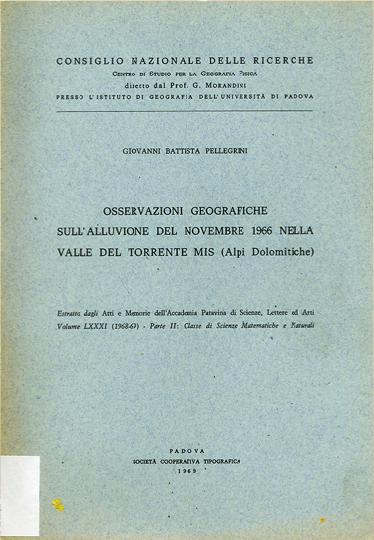 CONSIGLIO NAZIONALE DELLE RICERCHE
CENTRO DI STUDIO PER LA GEOGRAFIA FISICA
diretto dal Prof. G. MORANDINI
PRESSO L'ISTITUTO DI GEOGRAFIA DELL'UNIVERSITÀ DI PADOVA
GIOVANNI BATTISTA PELLEGRINI
OSSERVAZIONI GEOGRAFICHE
SULL'ALLUVIONE DEL NOVEMBRE 1966 NELLA
VALLE DEL TORRENTE MIS (Alpi Dolomitiche)
Estratto dagli Atti e Memorie dell'Accademia Patavina di Scienze, Lettere ed Arti
Volume LXXXI (1968-69) - Parte II: Classe di Scienze Matematiche e Naturali
PADOVA
SOCIETÀ COOPERATIVA TIPOGRAFICA
1969